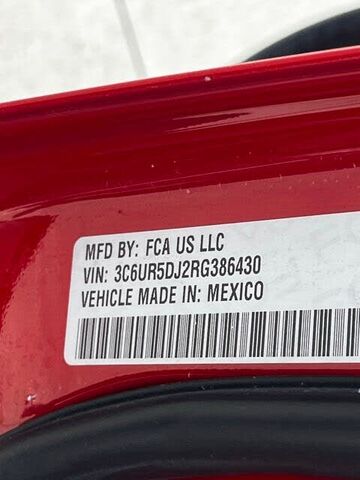 MFD BY: FCA US LLC
VIN: 3C6UR5DJ2RG386430
VEHICLE MADE IN: MEXICO